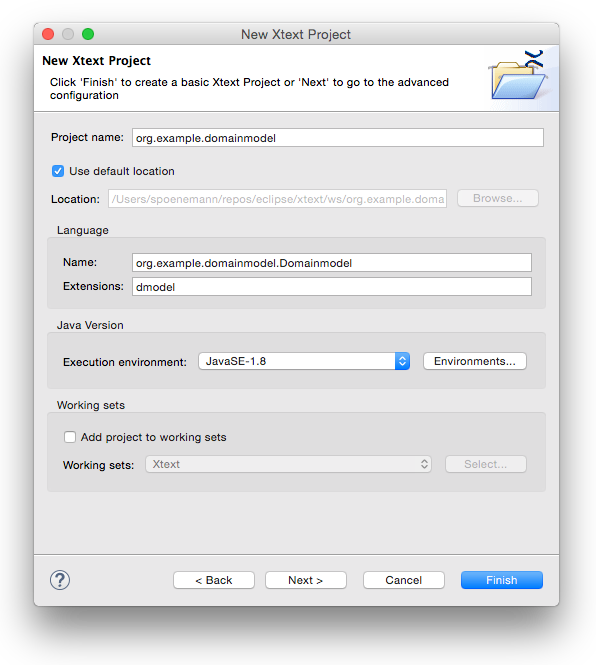 New Xtext Project
New Xtext Project
Click 'Finish' to create a basic Xtext Project or 'Next' to go to the advanced
configuration
Project name: org.example.domainmodel
Use default location
Location: /Users/spoenemann/repos/eclipse/xtext/ws/org.example.doma Browse...
Language
Name: org.example.domainmodel.Domainmodel
Extensions: dmodel
Java Version
Execution environment: JavaSE-1.8 Environments...
Working sets
Add project to working sets
Working sets: Xtext Select...
? < Back Next > Cancel Finish